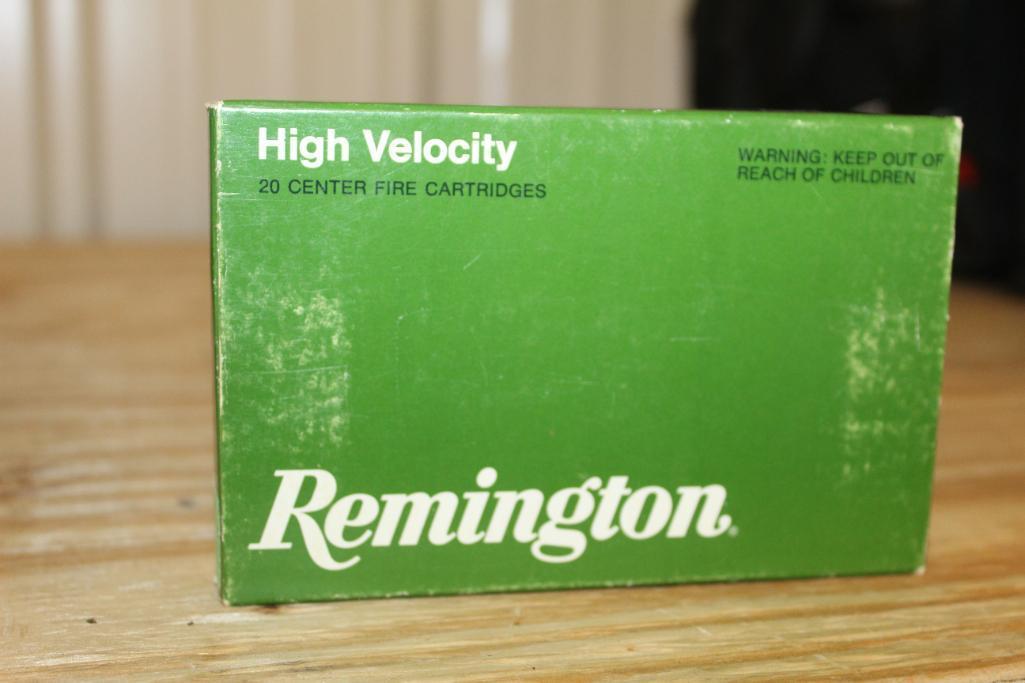 High Velocity
20 CENTER FIRE CARTRIDGES
WARNING: KEEP OUT OF
REACH OF CHILDREN
Remington®